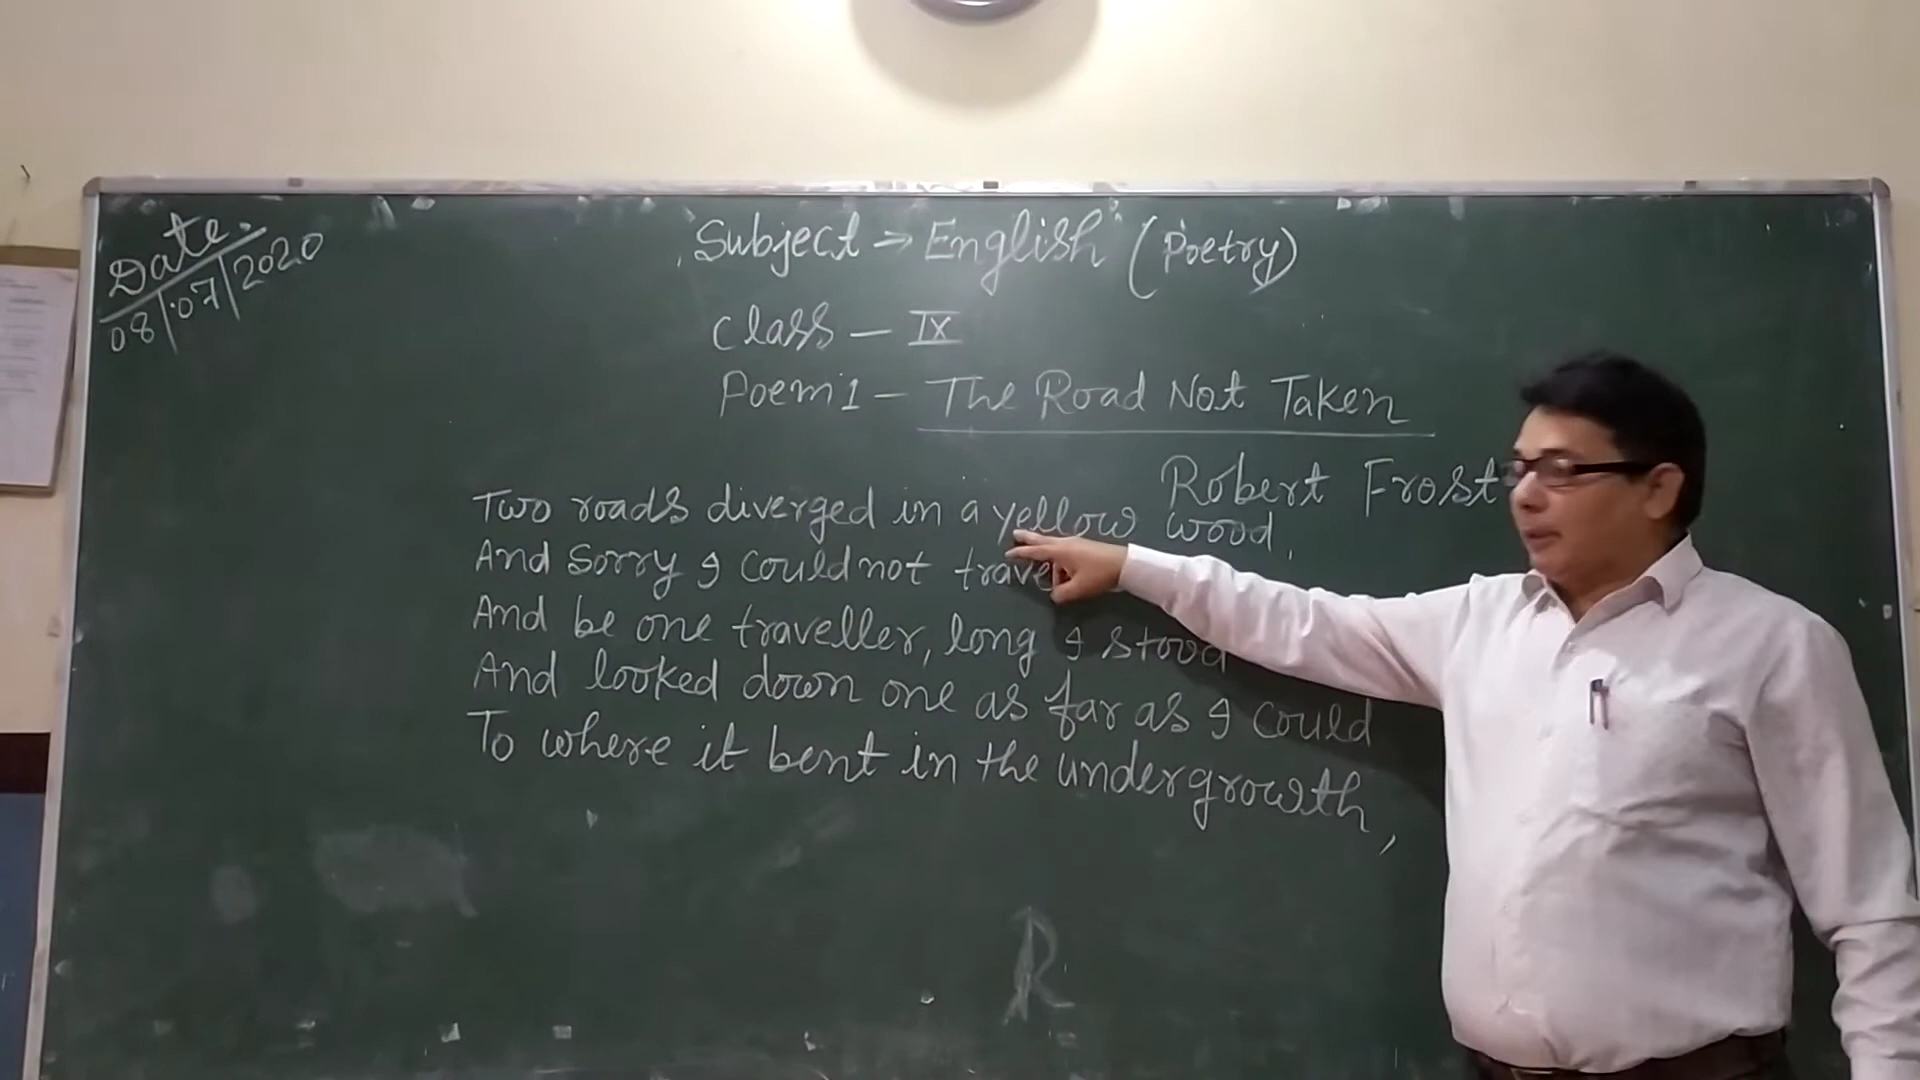 Date.
08/07/2020
Subject → English (Poetry)
Class — IX
Poem 1 — The Road Not Taken
Robert Frost
Two roads diverged in a yellow wood,
And Sorry I could not trave
And be one traveller, long I stood
And looked down one as far as I could
To where it bent in the undergrowth,
R